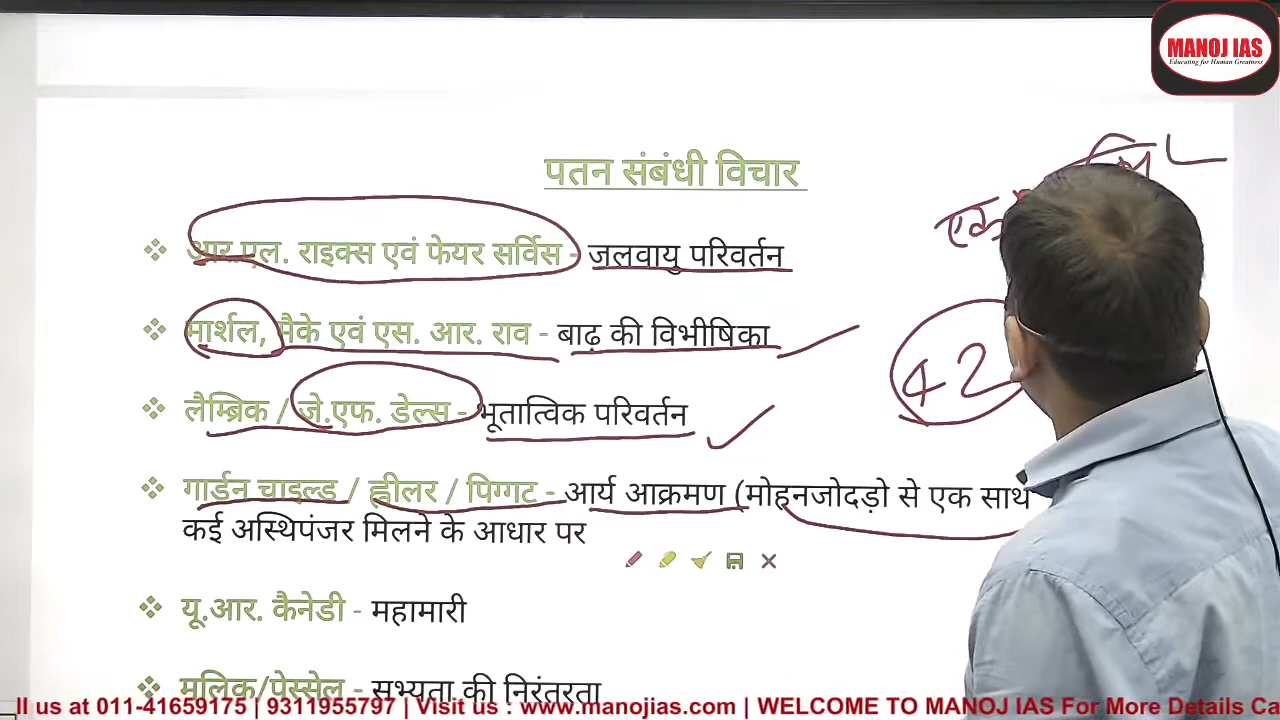 MANOJ IAS
Educating for Human Greatness
पतन संबंधी विचार
आर.एल. राइक्स एवं फेयर सर्विस - जलवायु परिवर्तन
मार्शल, मैके एवं एस. आर. राव - बाढ़ की विभीषिका
42
लैम्ब्रिक / जे.एफ. डेल्स - भूतात्विक परिवर्तन
गार्डन चाइल्ड / ह्वीलर / पिग्गट - आर्य आक्रमण (मोहनजोदड़ो से एक साथ
कई अस्थिपंजर मिलने के आधार पर
यू.आर. कैनेडी - महामारी
मलिक/पेस्सेल - सभ्यता की निरंतरता
ll us at 011-41659175 | 9311955797 | Visit us : www.manojias.com | WELCOME TO MANOJ IAS For More Details Ca